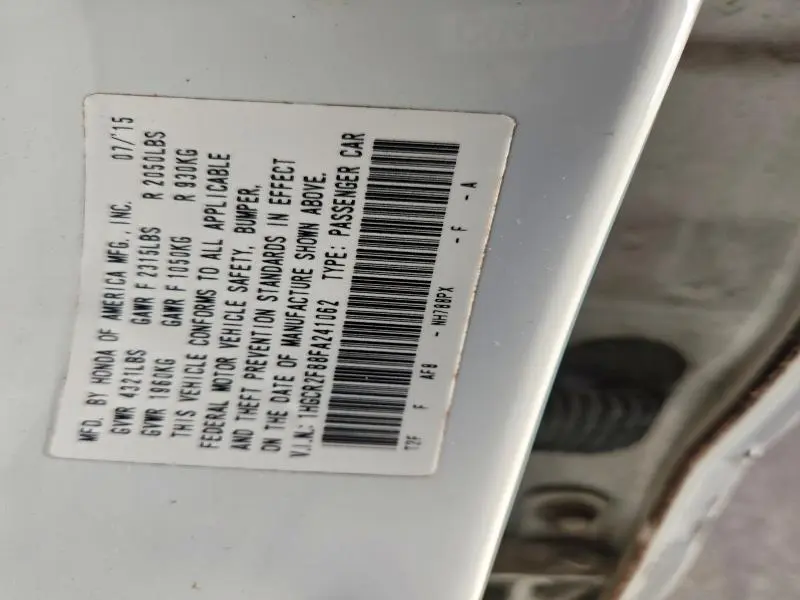 MFD. BY HONDA OF AMERICA MFG., INC. 07/'15
GVWR 4321LBS GAWR F 2315LBS R 2050LBS
GVWR 1960KG GAWR F 1050KG R 930KG
THIS VEHICLE CONFORMS TO ALL APPLICABLE
FEDERAL MOTOR VEHICLE SAFETY, BUMPER,
AND THEFT PREVENTION STANDARDS IN EFFECT
ON THE DATE OF MANUFACTURE SHOWN ABOVE.
V.I.N.: 1HGCR2F88FA241062 TYPE: PASSENGER CAR
T2F F AF8 - NH788PX - F - A